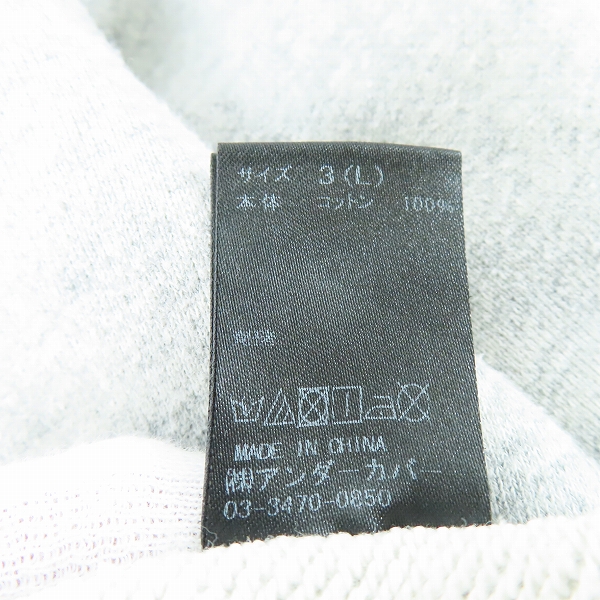 サイズ 3(L)
本体 コットン 100%
MADE IN CHINA
㈱アンダーカバー
03-3470-0850